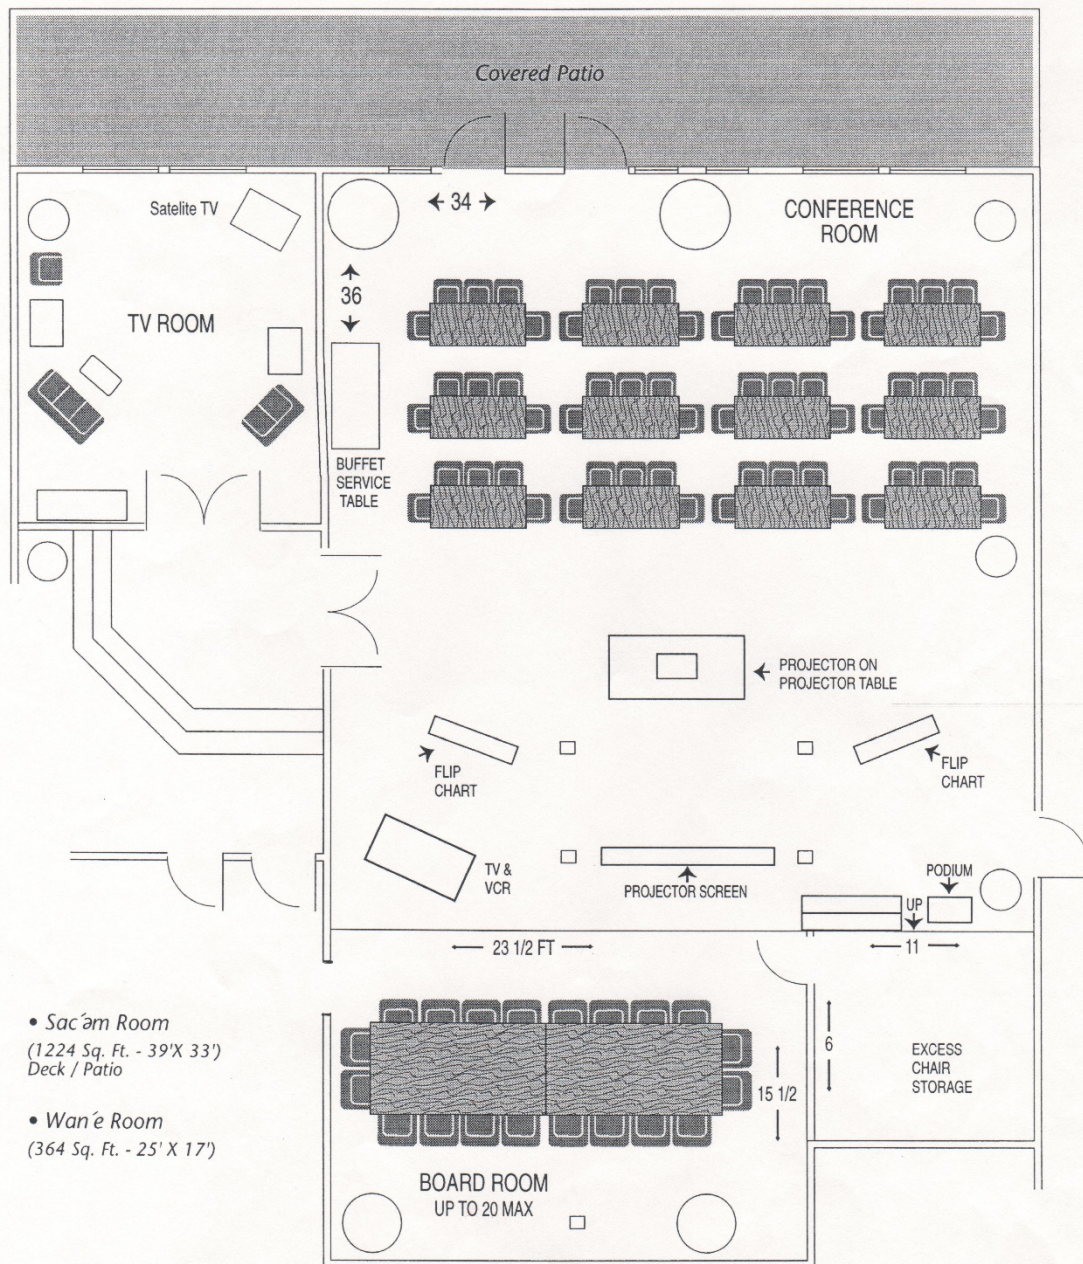 Covered Patio
Satelite TV
34
CONFERENCE
ROOM
36
TV ROOM
BUFFET
SERVICE
TABLE
PROJECTOR ON
PROJECTOR TABLE
FLIP
CHART
FLIP
CHART
TV &
VCR
PROJECTOR SCREEN
PODIUM
UP
23 1/2 FT
11
• Sac´əm Room
(1224 Sq. Ft. - 39'X 33')
Deck / Patio
6
EXCESS
CHAIR
STORAGE
15 1/2
• Wan´e Room
(364 Sq. Ft. - 25' X 17')
BOARD ROOM
UP TO 20 MAX